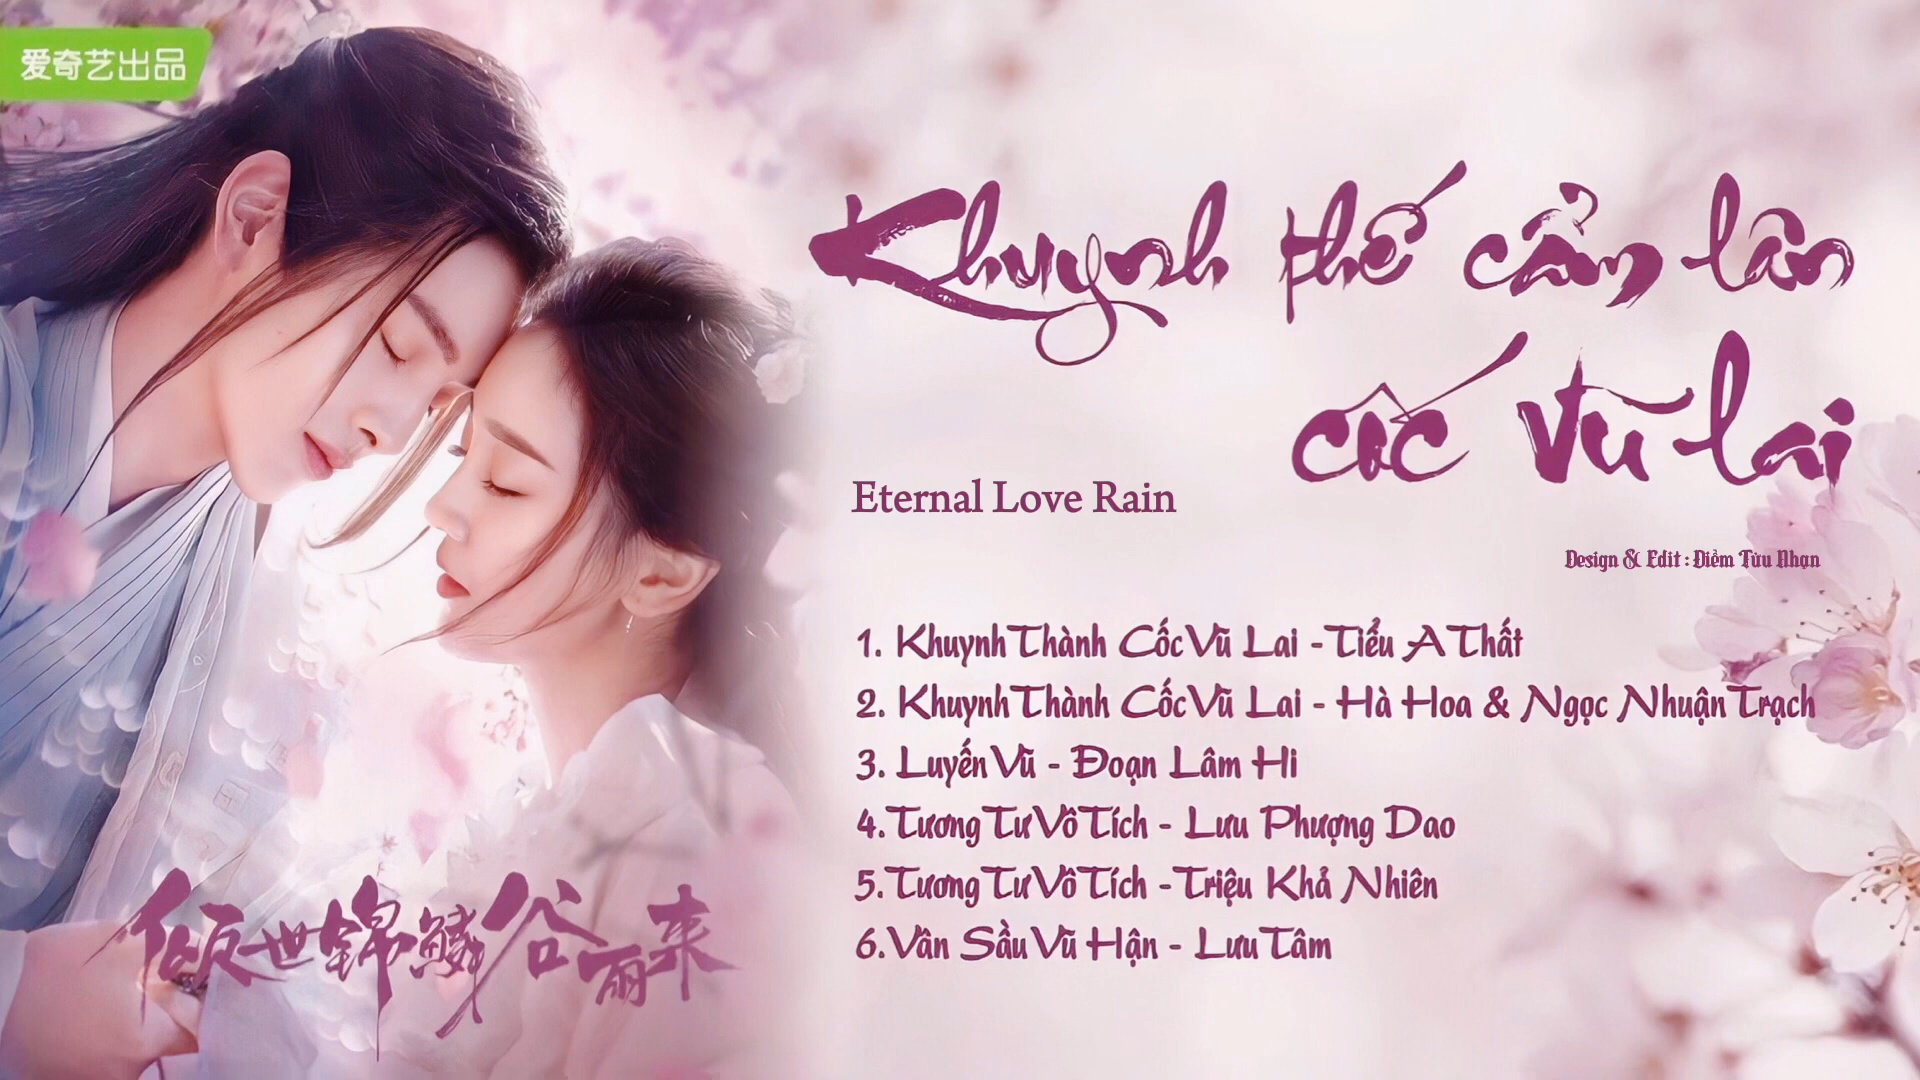 爱奇艺出品
Khuynh thế cẩm lân
cốc vũ lai
Eternal Love Rain
Design & Edit : Điềm Tửu Nhạn
1. Khuynh Thành Cốc Vũ Lai - Tiểu A Thất
2. Khuynh Thành Cốc Vũ Lai - Hà Hoa & Ngọc Nhuận Trạch
3. Luyến Vũ - Đoạn Lâm Hi
4. Tương Tư Vô Tích - Lưu Phượng Dao
5. Tương Tư Vô Tích - Triệu Khả Nhiên
6. Vân Sầu Vũ Hận - Lưu Tâm
倾世锦鳞谷雨来